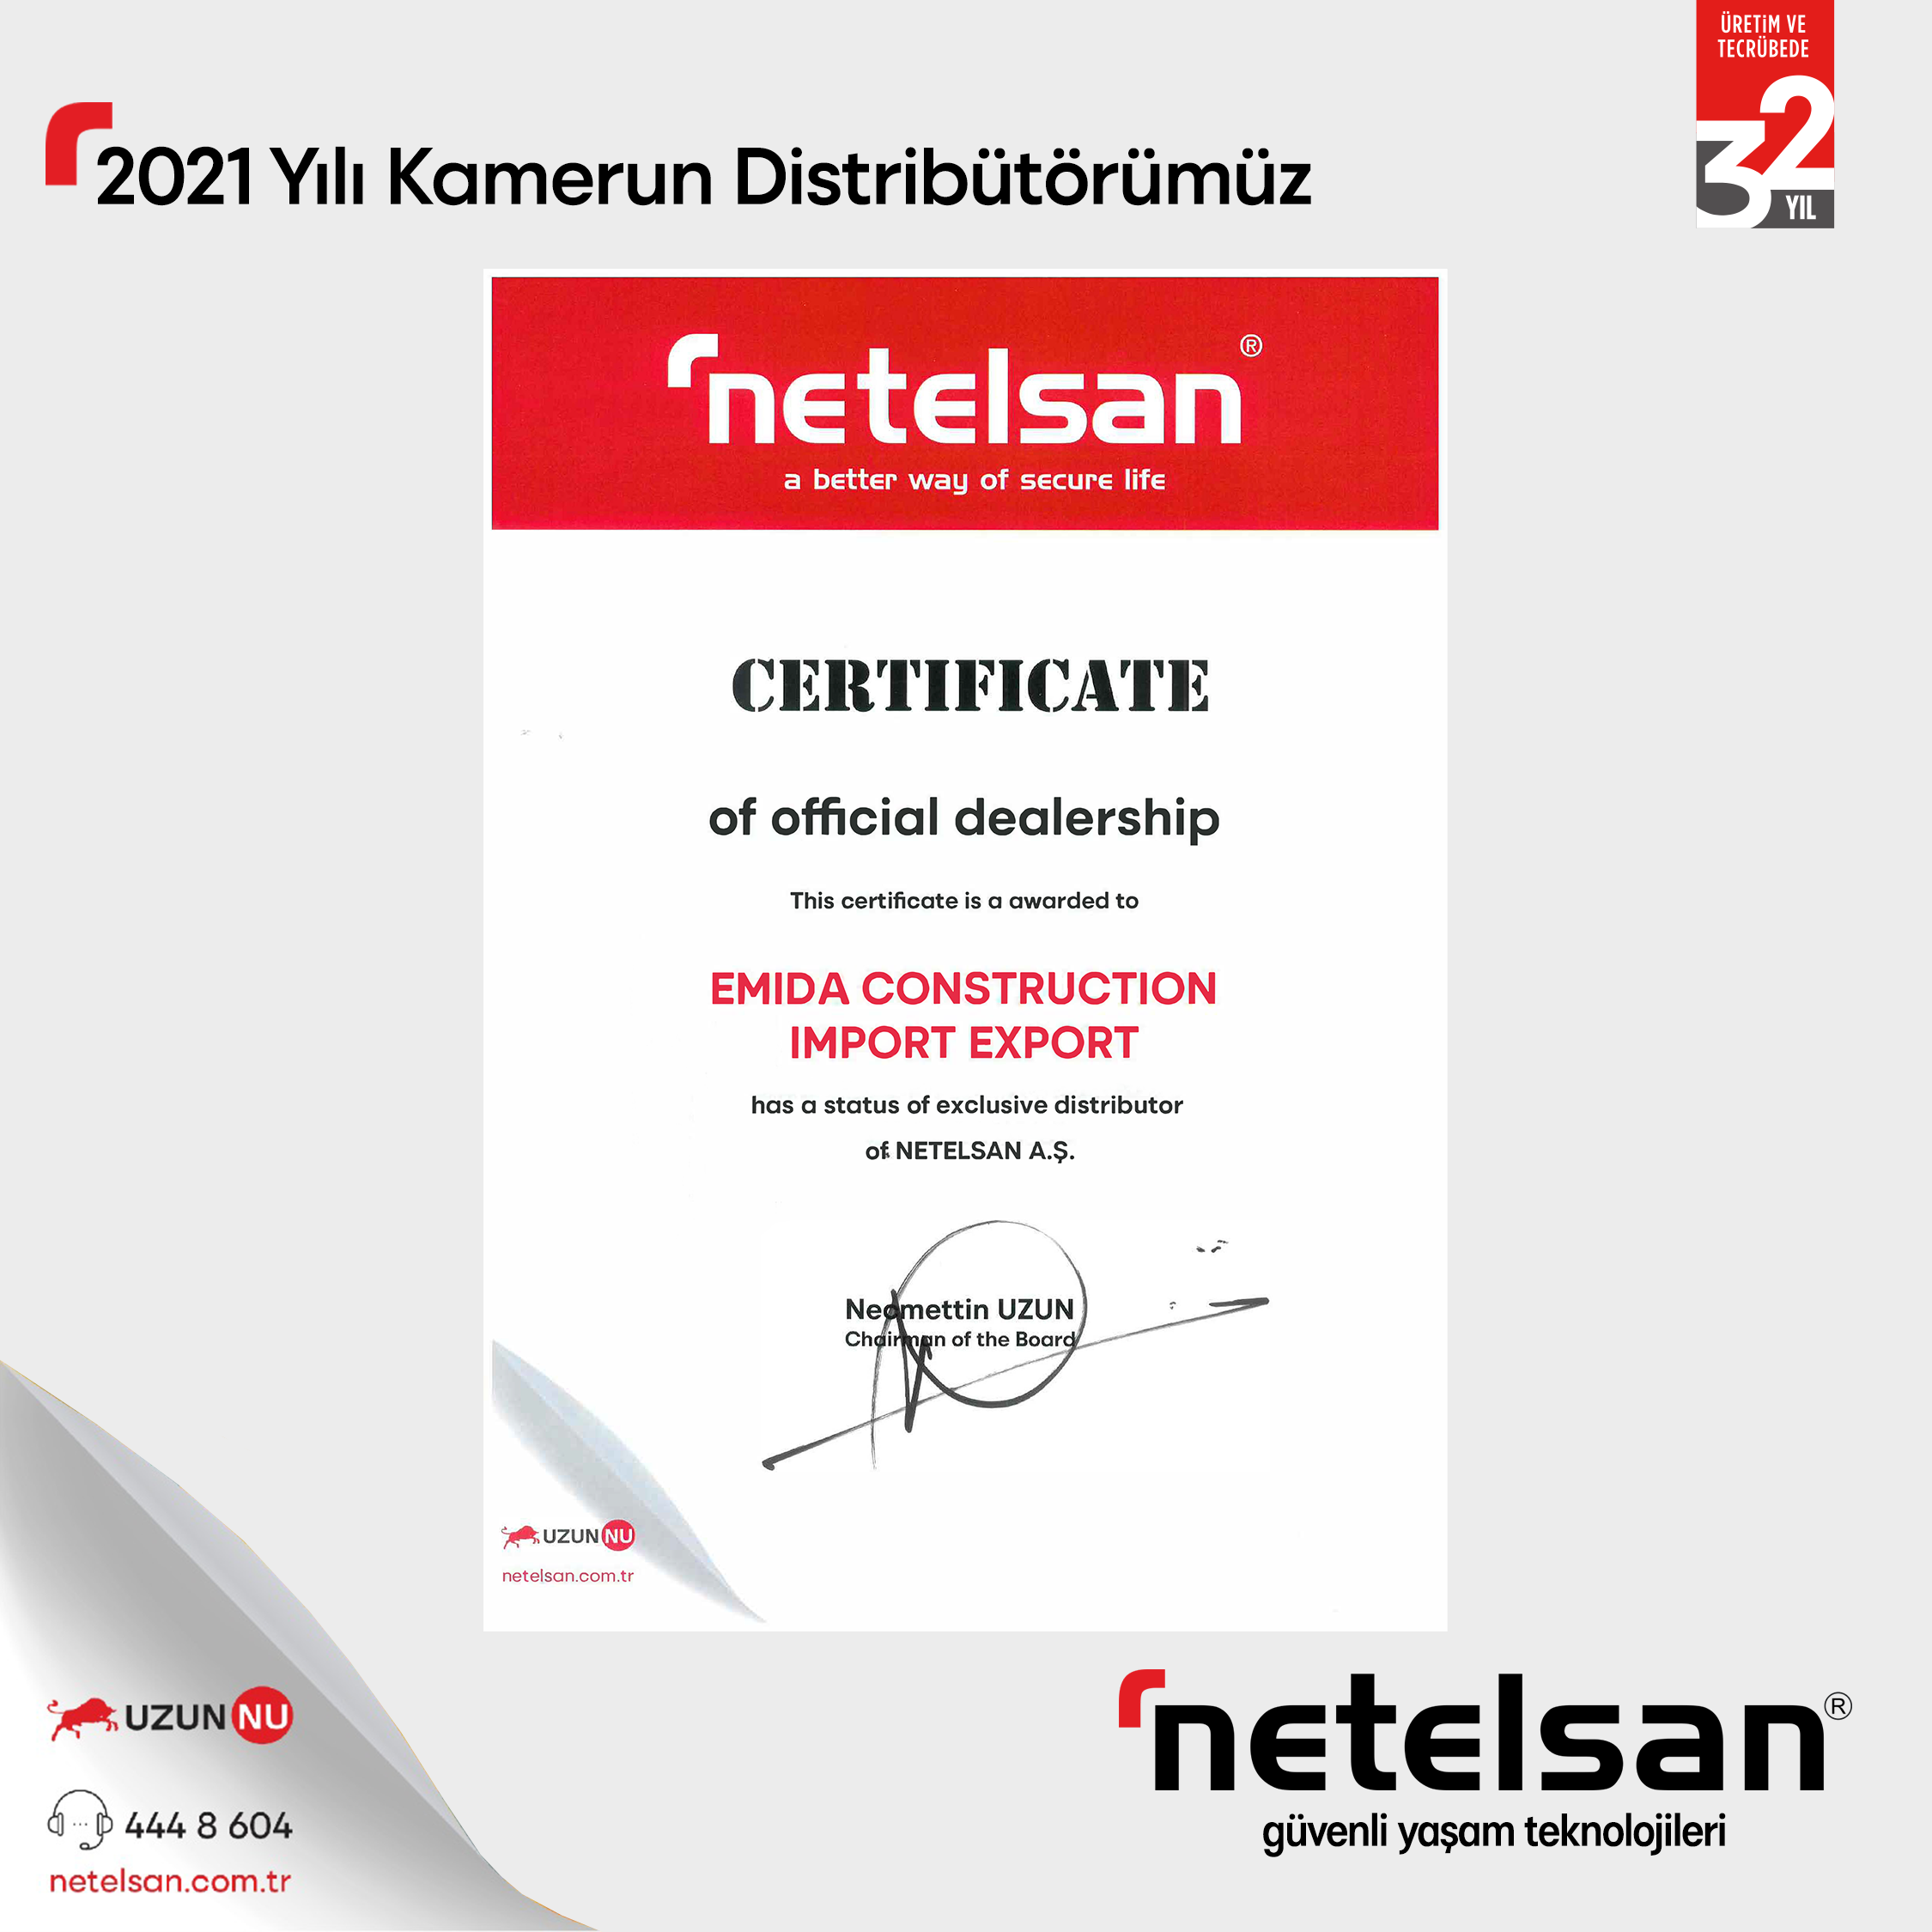 ÜRETİM VE
TECRÜBEDE
32
YIL
2021 Yılı Kamerun Distribütörümüz
netelsan®
a better way of secure life
CERTIFICATE
of official dealership
This certificate is a awarded to
EMIDA CONSTRUCTION
IMPORT EXPORT
has a status of exclusive distributor
of NETELSAN A.Ş.
Necmettin UZUN
Chairman of the Board
UZUN NU
netelsan.com.tr
UZUN NU
444 8 604
netelsan.com.tr
netelsan®
güvenli yaşam teknolojileri